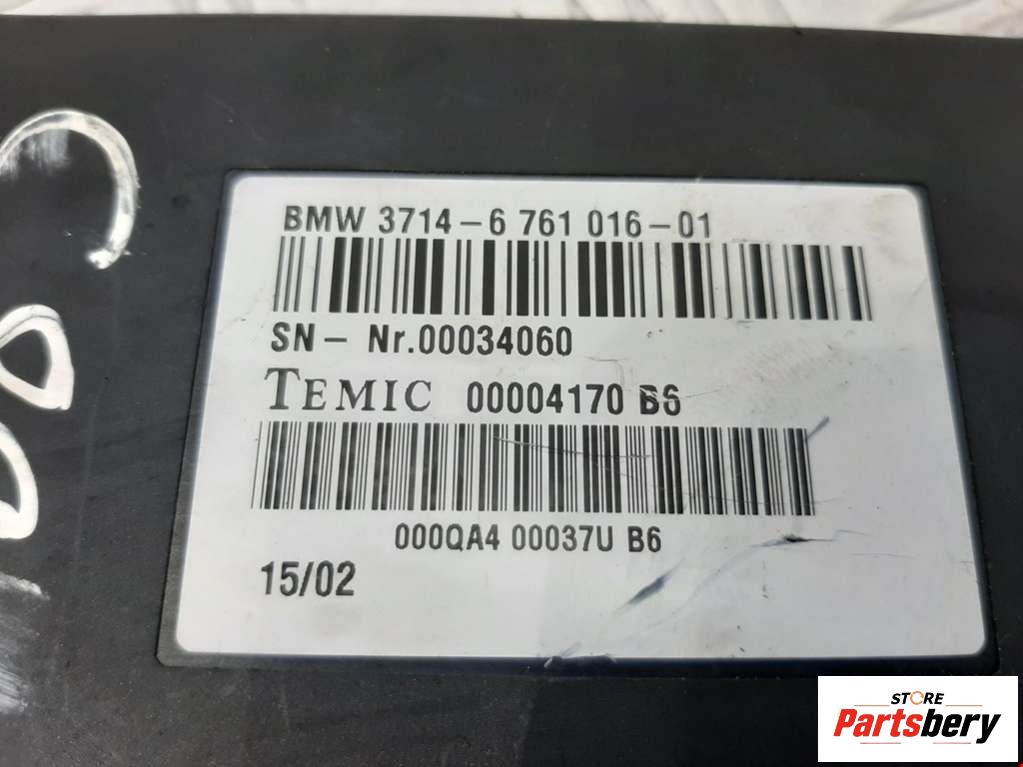 BMW 3714-6 761 016-01
SN- Nr.00034060
TEMIC 00004170 B6
000QA4 00037U B6
15/02
STORE
Partsbery